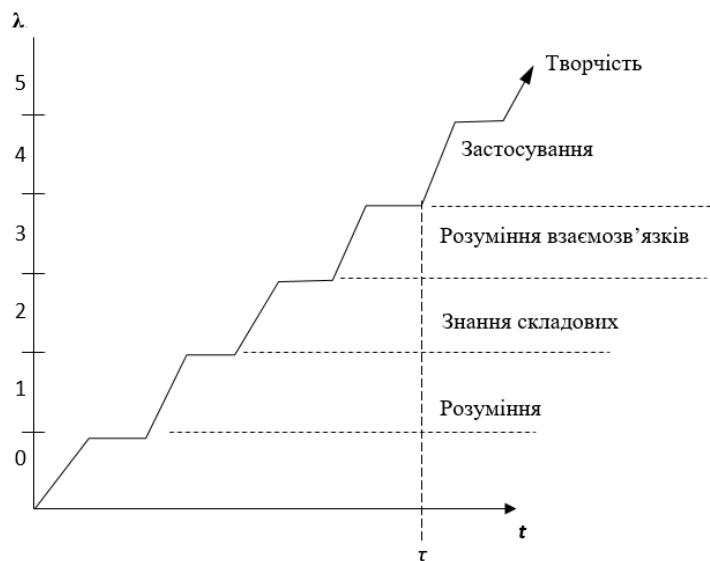 λ
5
Творчість
4
Застосування
3
Розуміння взаємозв’язків
2
Знання складових
1
Розуміння
0
t
τ